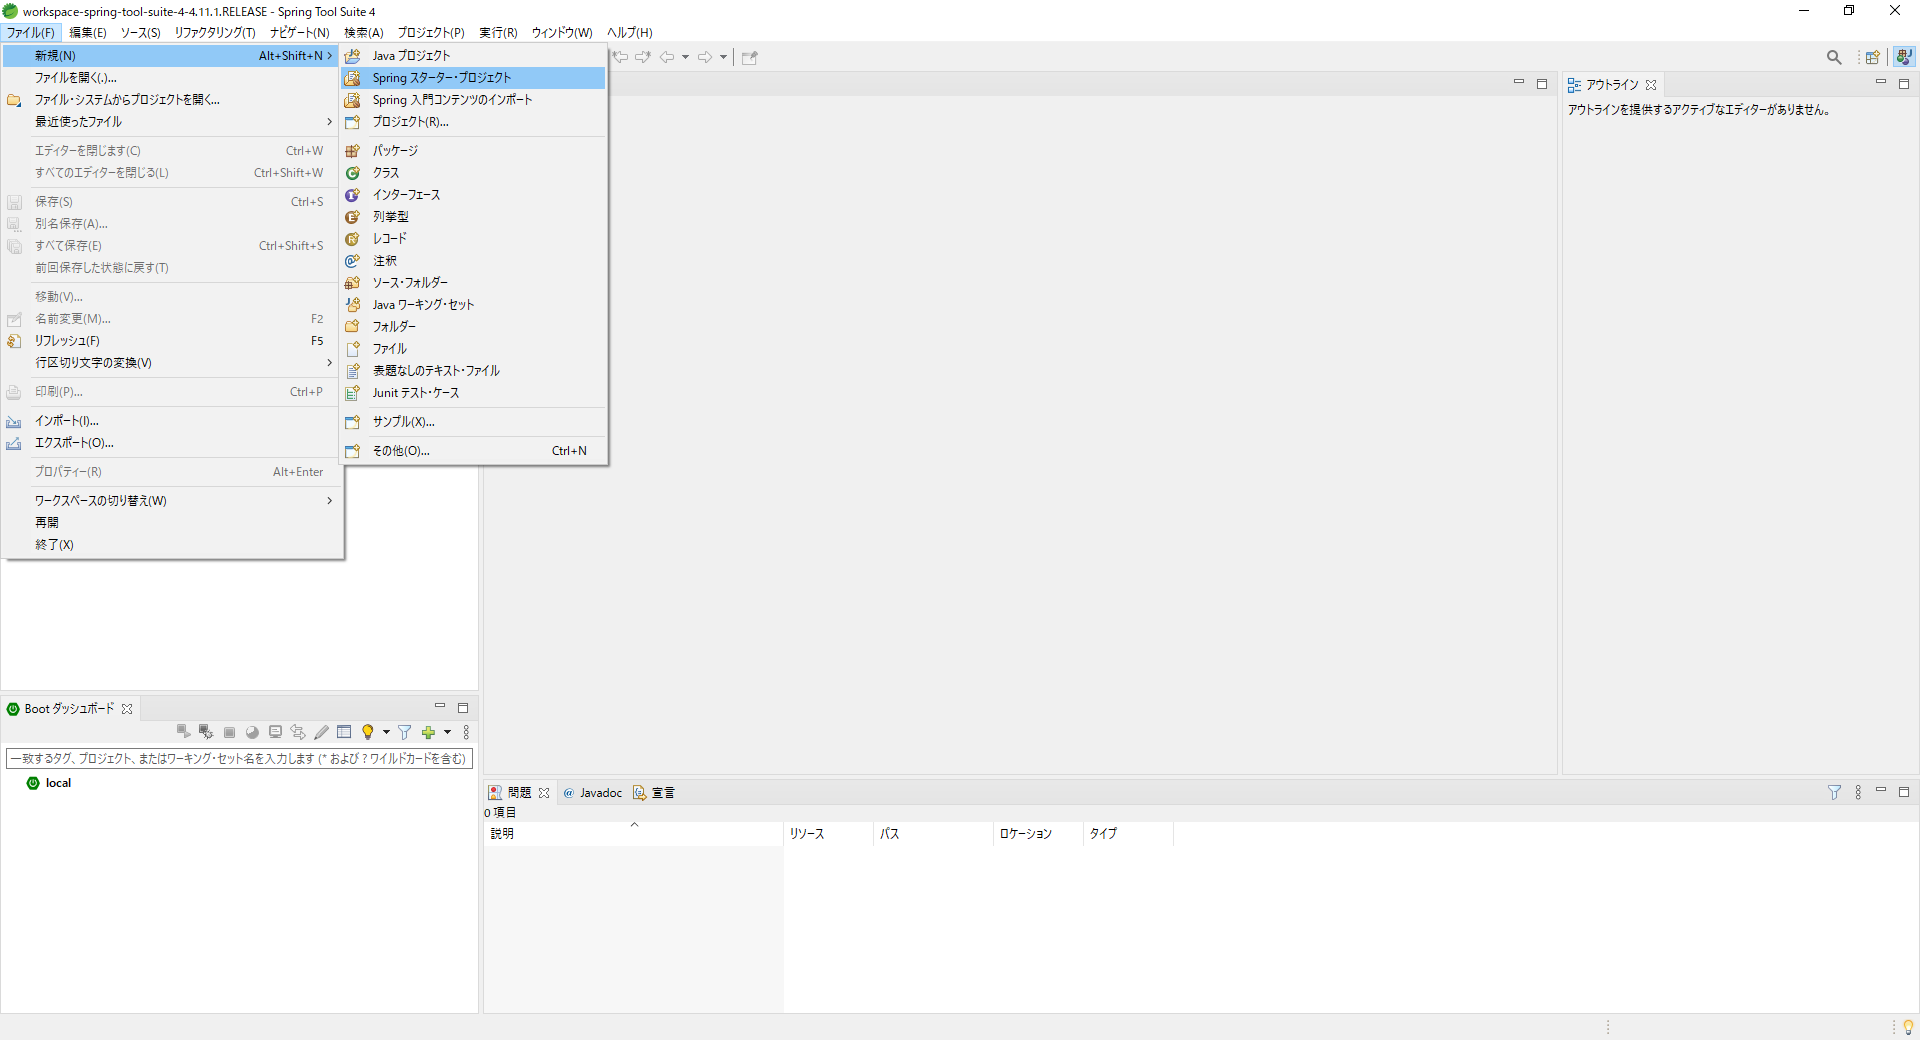 workspace-spring-tool-suite-4-4.11.1.RELEASE - Spring Tool Suite 4
ファイル(F) 編集(E) ソース(S) リファクタリング(T) ナビゲート(N) 検索(A) プロジェクト(P) 実行(R) ウィンドウ(W) ヘルプ(H)
新規(N) Alt+Shift+N >
ファイルを開く(.)...
ファイル・システムからプロジェクトを開く...
最近使ったファイル >
エディターを閉じます(C) Ctrl+W
すべてのエディターを閉じる(L) Ctrl+Shift+W
保存(S) Ctrl+S
別名保存(A)...
すべて保存(E) Ctrl+Shift+S
前回保存した状態に戻す(T)
移動(V)...
名前変更(M)... F2
リフレッシュ(F) F5
行区切り文字の変換(V) >
印刷(P)... Ctrl+P
インポート(I)...
エクスポート(O)...
プロパティー(R) Alt+Enter
ワークスペースの切り替え(W) >
再開
終了(X)
Java プロジェクト
Spring スターター・プロジェクト
Spring 入門コンテンツのインポート
プロジェクト(R)...
パッケージ
クラス
インターフェース
列挙型
レコード
注釈
ソース・フォルダー
Java ワーキング・セット
フォルダー
ファイル
表題なしのテキスト・ファイル
Junit テスト・ケース
サンプル(X)...
その他(O)... Ctrl+N
アウトライン
アウトラインを提供するアクティブなエディターがありません。
Boot ダッシュボード
一致するタグ、プロジェクト、またはワーキング・セット名を入力します (* および ? ワイルドカードを含む)
local
問題 @ Javadoc 宣言
0 項目
説明 リソース パス ロケーション タイプ